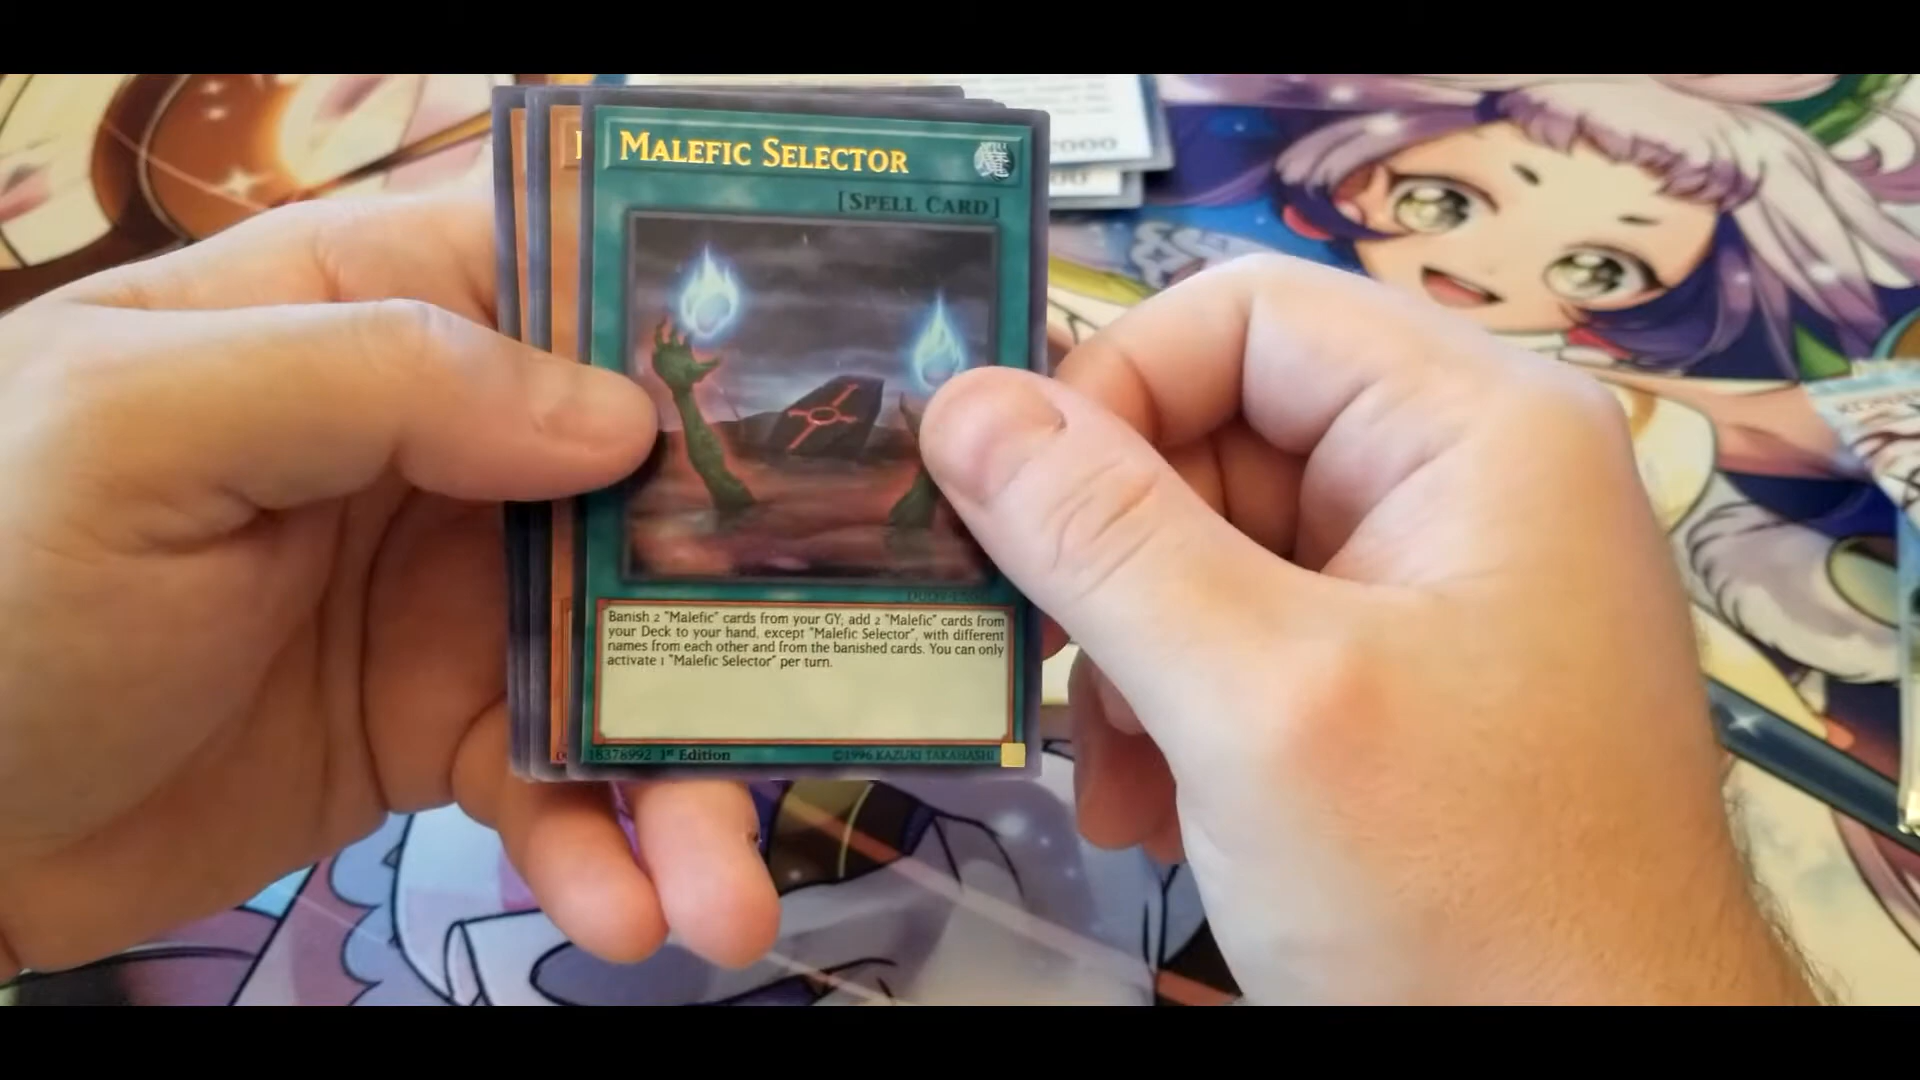 2000
MALEFIC SELECTOR
魔
[SPELL CARD]
Banish 2 "Malefic" cards from your GY; add 2 "Malefic" cards from
your Deck to your hand, except "Malefic Selector", with different
names from each other and from the banished cards. You can only
activate 1 "Malefic Selector" per turn.
18378992 1st Edition
©1996 KAZUKI TAKAHASHI